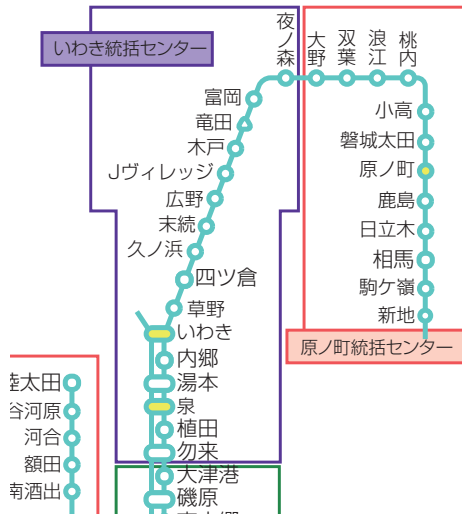 いわき統括センター
夜ノ森
大野
双葉
浪江
桃内
富岡
竜田
木戸
Jヴィレッジ
広野
末続
久ノ浜
四ツ倉
草野
いわき
内郷
湯本
泉
植田
勿来
大津港
磯原
小高
磐城太田
原ノ町
鹿島
日立木
相馬
駒ケ嶺
新地
原ノ町統括センター
太田
谷河原
河合
額田
南酒出